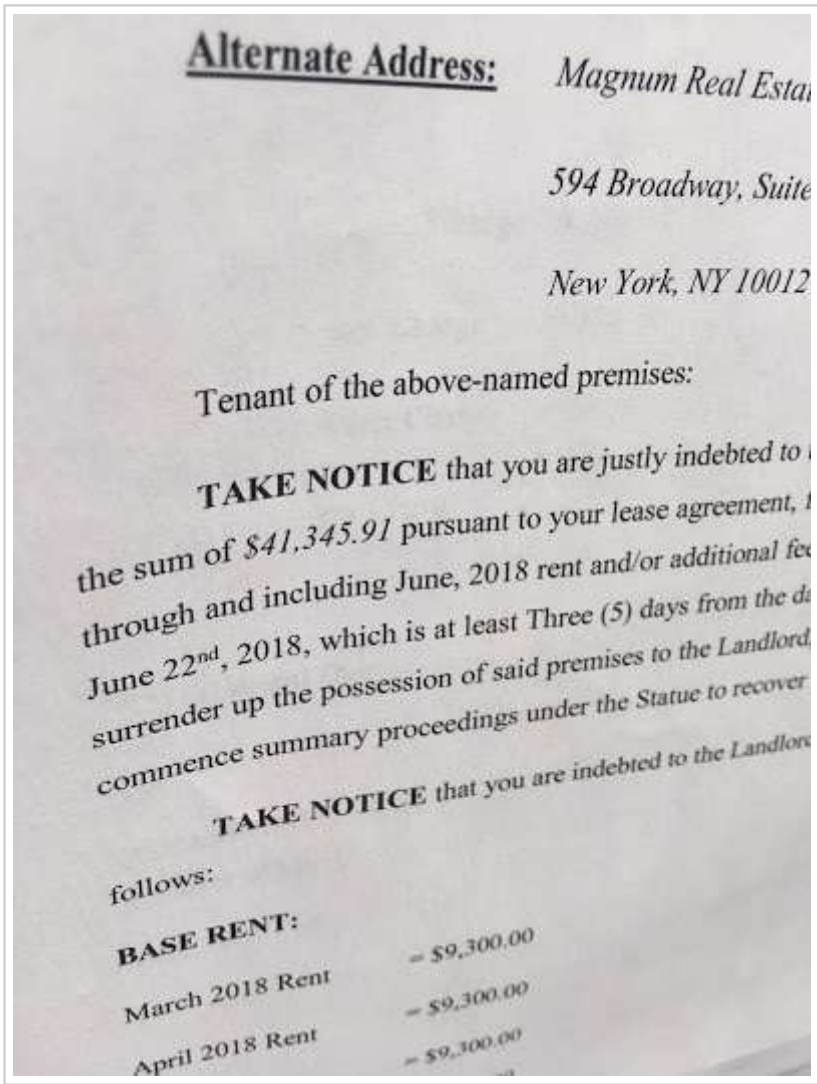 Alternate Address: Magnum Real Estat
594 Broadway, Suite
New York, NY 10012
Tenant of the above-named premises:
TAKE NOTICE that you are justly indebted to
the sum of $41,345.91 pursuant to your lease agreement,
through and including June, 2018 rent and/or additional fee
June 22nd, 2018, which is at least Three (5) days from the da
surrender up the possession of said premises to the Landlord,
commence summary proceedings under the Statue to recover
TAKE NOTICE that you are indebted to the Landlord
follows:
BASE RENT:
March 2018 Rent = $9,300.00
April 2018 Rent = $9,300.00
= $9,300.00